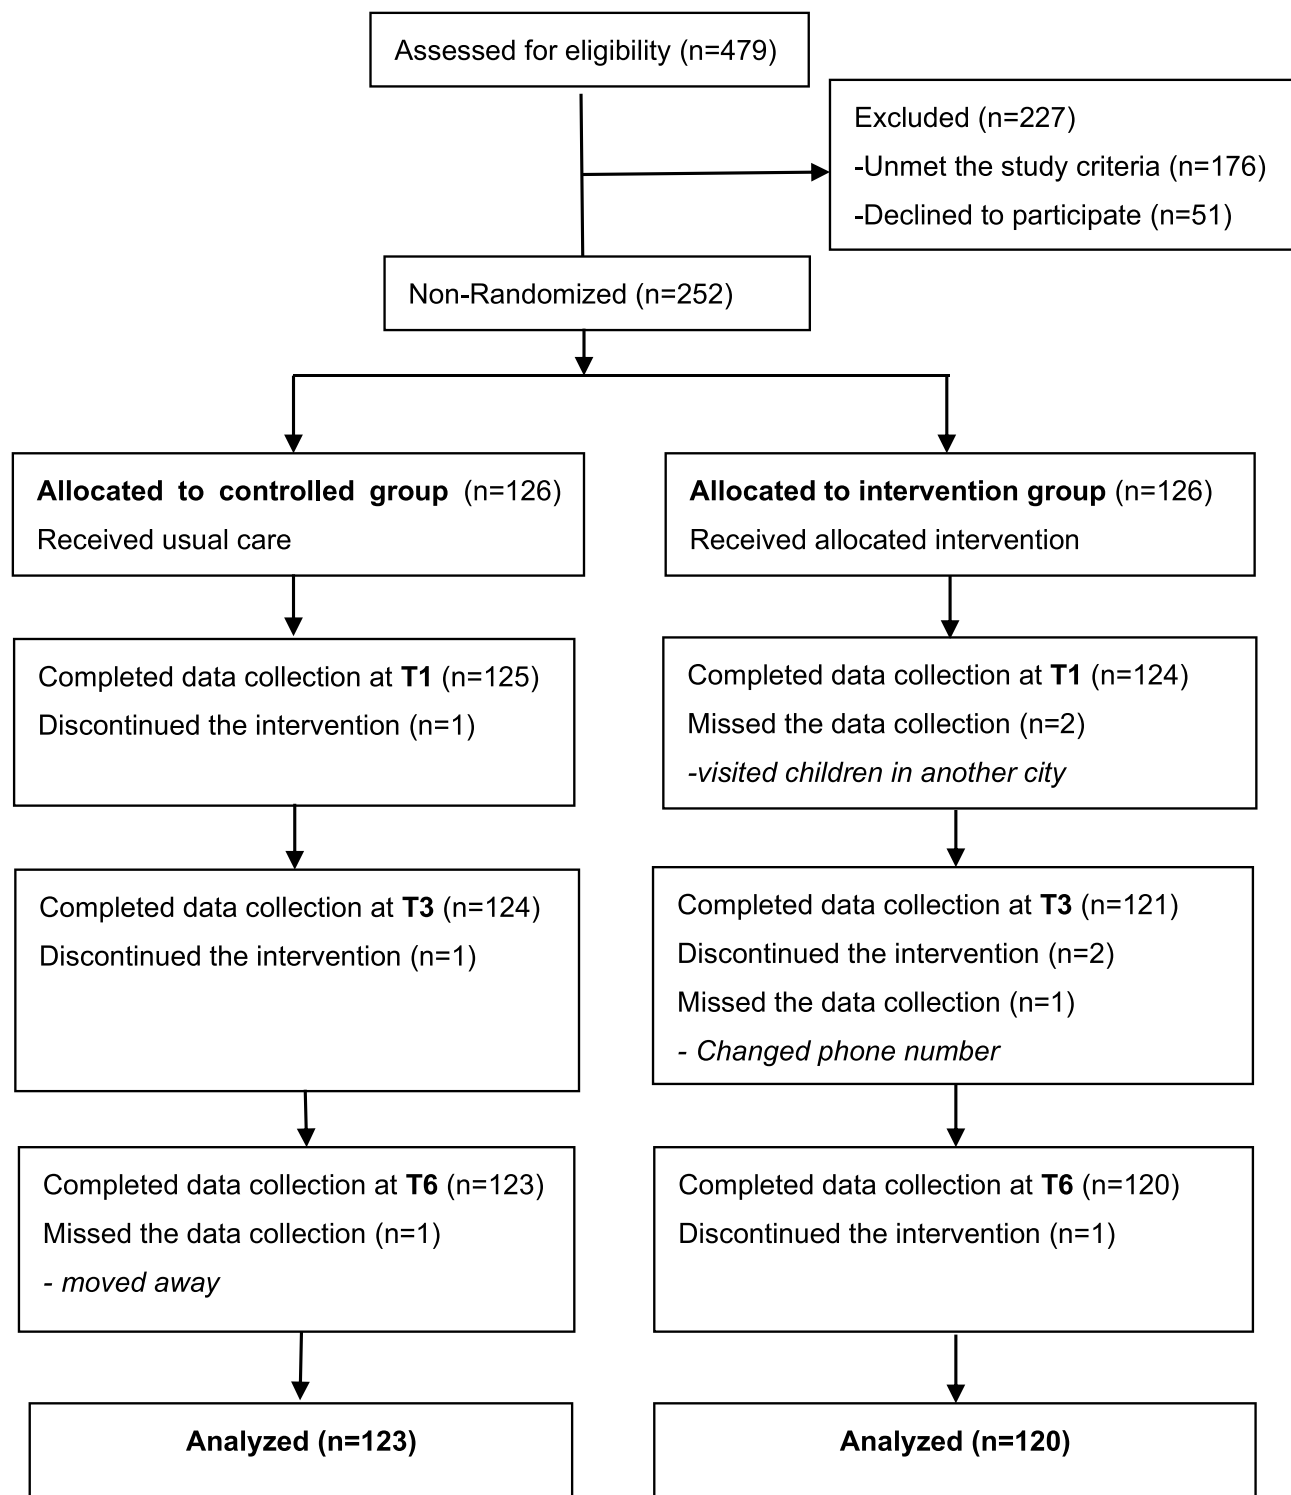 Assessed for eligibility (n=479)
Excluded (n=227)
-Unmet the study criteria (n=176)
-Declined to participate (n=51)
Non-Randomized (n=252)
Allocated to controlled group (n=126)
Received usual care
Allocated to intervention group (n=126)
Received allocated intervention
Completed data collection at T1 (n=125)
Discontinued the intervention (n=1)
Completed data collection at T1 (n=124)
Missed the data collection (n=2)
-visited children in another city
Completed data collection at T3 (n=124)
Discontinued the intervention (n=1)
Completed data collection at T3 (n=121)
Discontinued the intervention (n=2)
Missed the data collection (n=1)
- Changed phone number
Completed data collection at T6 (n=123)
Missed the data collection (n=1)
- moved away
Completed data collection at T6 (n=120)
Discontinued the intervention (n=1)
Analyzed (n=123)
Analyzed (n=120)